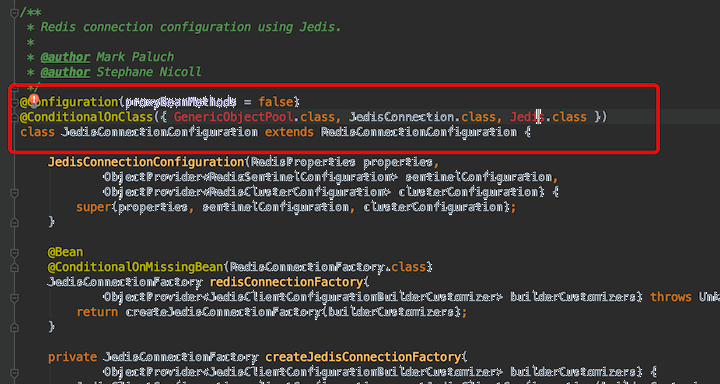 /**
* Redis connection configuration using Jedis.
*
* @author Mark Paluch
* @author Stephane Nicoll
*/
@Configuration(proxyBeanMethods = false)
@ConditionalOnClass({ GenericObjectPool.class, JedisConnection.class, Jedis.class })
class JedisConnectionConfiguration extends RedisConnectionConfiguration {
JedisConnectionConfiguration(RedisProperties properties,
ObjectProvider<RedisSentinelConfiguration> sentinelConfiguration,
ObjectProvider<RedisClusterConfiguration> clusterConfiguration) {
super(properties, sentinelConfiguration, clusterConfiguration);
}
@Bean
@ConditionalOnMissingBean(RedisConnectionFactory.class)
JedisConnectionFactory redisConnectionFactory(
ObjectProvider<JedisClientConfigurationBuilderCustomizer> builderCustomizers) throws Unk
return createJedisConnectionFactory(builderCustomizers);
}
private JedisConnectionFactory createJedisConnectionFactory(
ObjectProvider<JedisClientConfigurationBuilderCustomizer> builderCustomizers) {